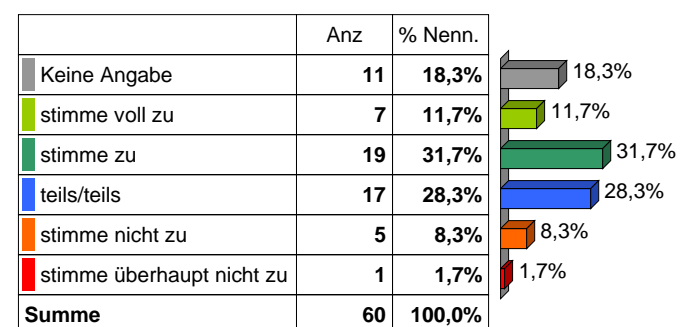 Anz % Nenn.
Keine Angabe 11 18,3% 18,3%
stimme voll zu 7 11,7% 11,7%
stimme zu 19 31,7% 31,7%
teils/teils 17 28,3% 28,3%
stimme nicht zu 5 8,3% 8,3%
stimme überhaupt nicht zu 1 1,7% 1,7%
Summe 60 100,0%